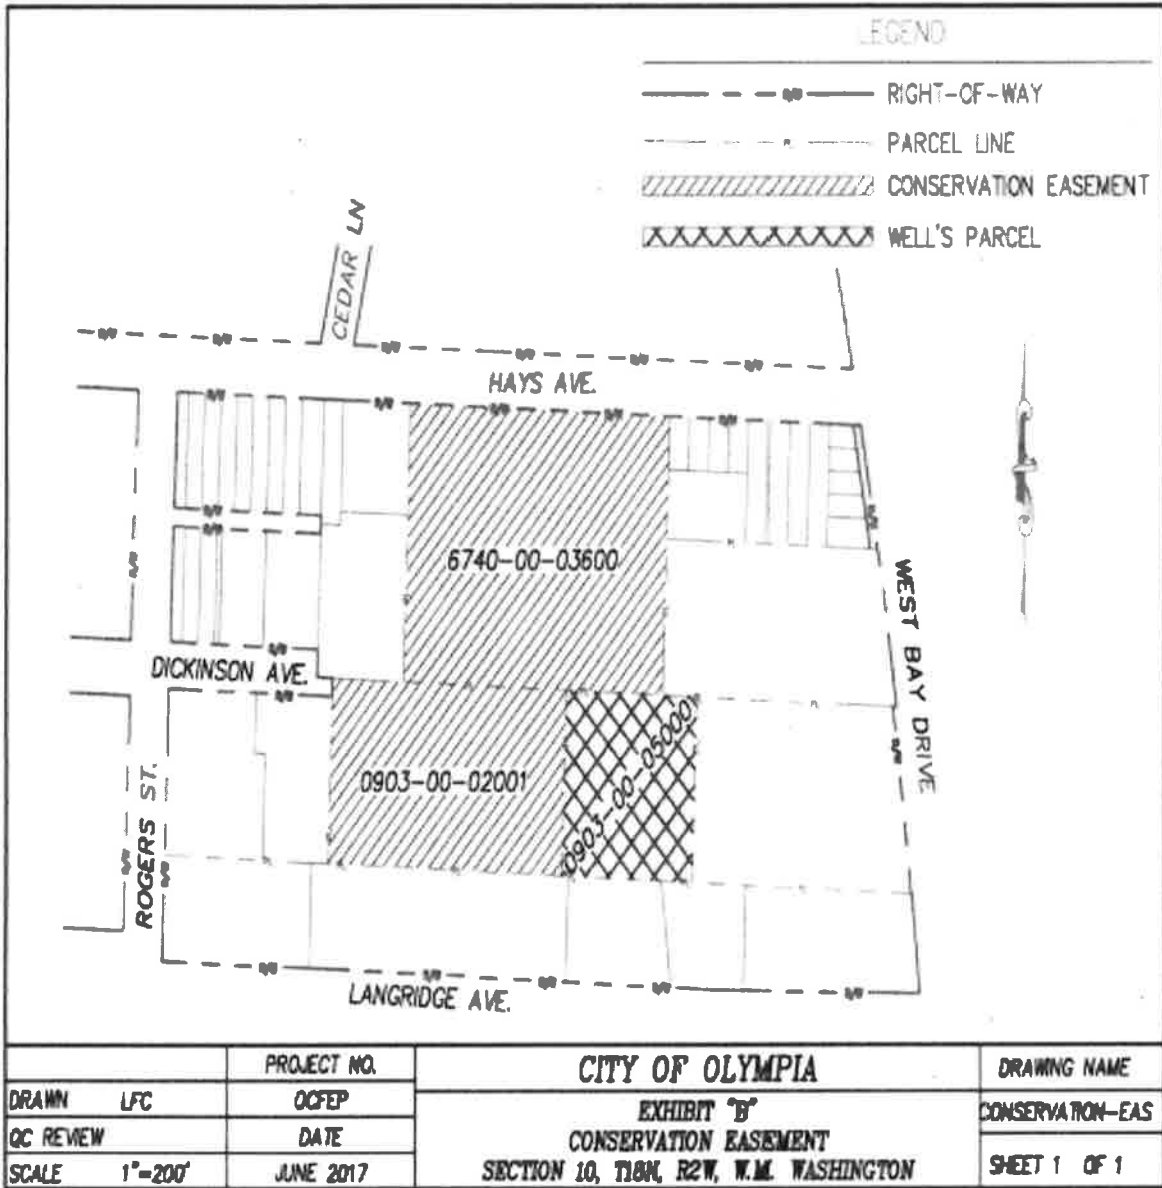 LEGEND
RIGHT-OF-WAY
PARCEL LINE
CONSERVATION EASEMENT
WELL'S PARCEL
CEDAR LN
HAYS AVE.
6740-00-03600
WEST BAY DRIVE
DICKINSON AVE.
0903-00-02001
0903-00-05000
ROGERS ST.
LANGRIDGE AVE.
PROJECT NO.
CITY OF OLYMPIA
DRAWING NAME
DRAWN LFC
OCFEP
EXHIBIT "B"
CONSERVATION-EAS
QC REVIEW
DATE
CONSERVATION EASEMENT
SCALE 1"=200'
JUNE 2017
SECTION 10, T18N, R2W, W.M. WASHINGTON
SHEET 1 OF 1